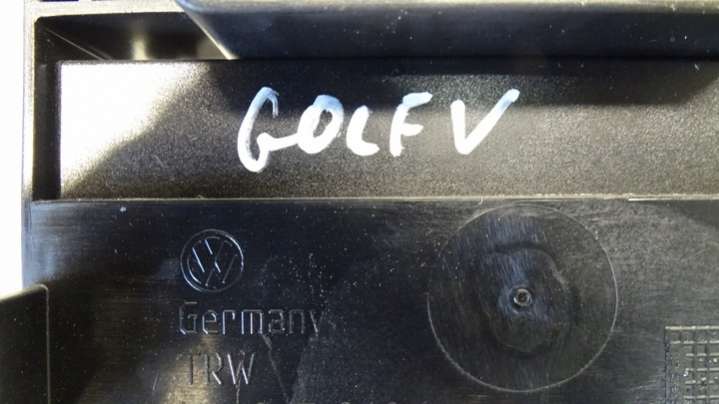 GOLF V
VW
Germany
TRW